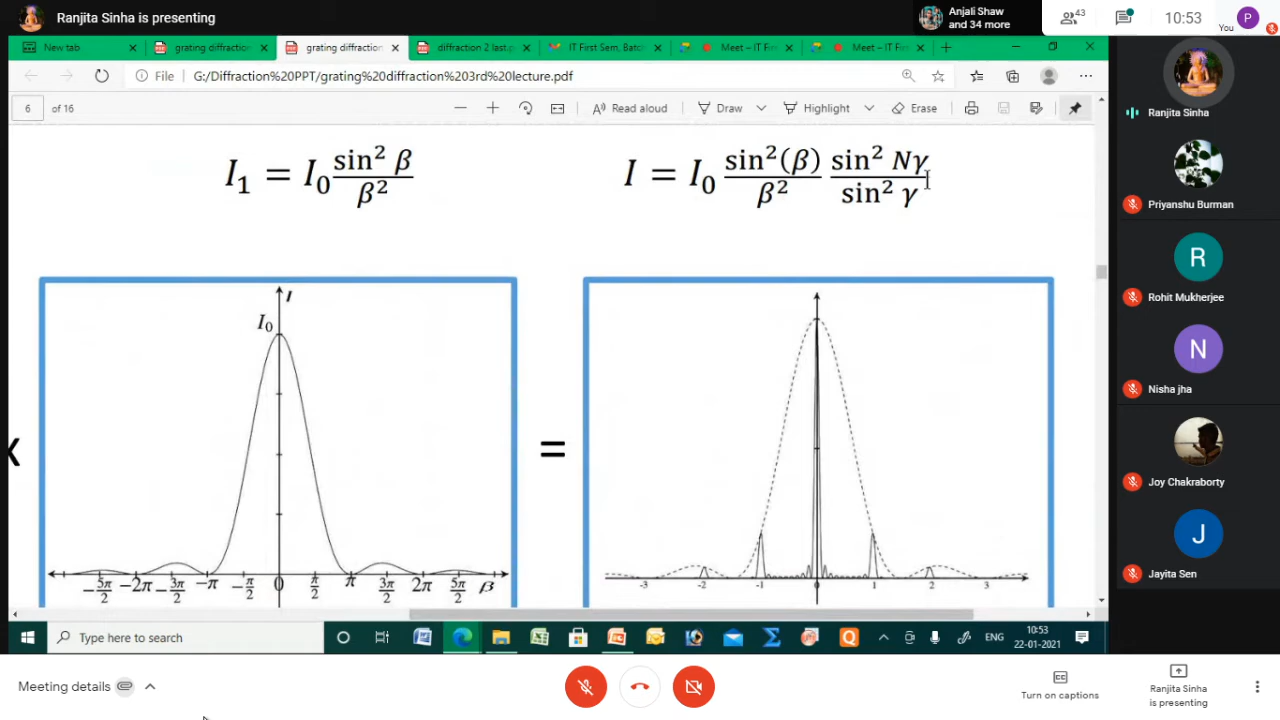 Ranjita Sinha is presenting
Anjali Shaw
and 34 more
43
10:53
You
P
New tab
grating diffraction
grating diffraction
diffraction 2 last.p
IT First Sem. Batch
Meet – IT Fir
Meet – IT Fir
File
G:/Diffraction%20PPT/grating%20diffraction%203rd%20lecture.pdf
6 of 16
Read aloud
Draw
Highlight
Erase
I₁ = I₀ sin² β / β²
I = I₀ sin²(β) / β² sin² Nγ / sin² γ
I
I₀
-5π/2 -2π -3π/2 -π -π/2 0 π/2 π 3π/2 2π 5π/2 β
=
-3 -2 -1 0 1 2 3
Ranjita Sinha
Priyanshu Burman
R
Rohit Mukherjee
N
Nisha jha
Joy Chakraborty
J
Jayita Sen
Type here to search
ENG
10:53
22-01-2021
Meeting details
Turn on captions
Ranjita Sinha
is presenting